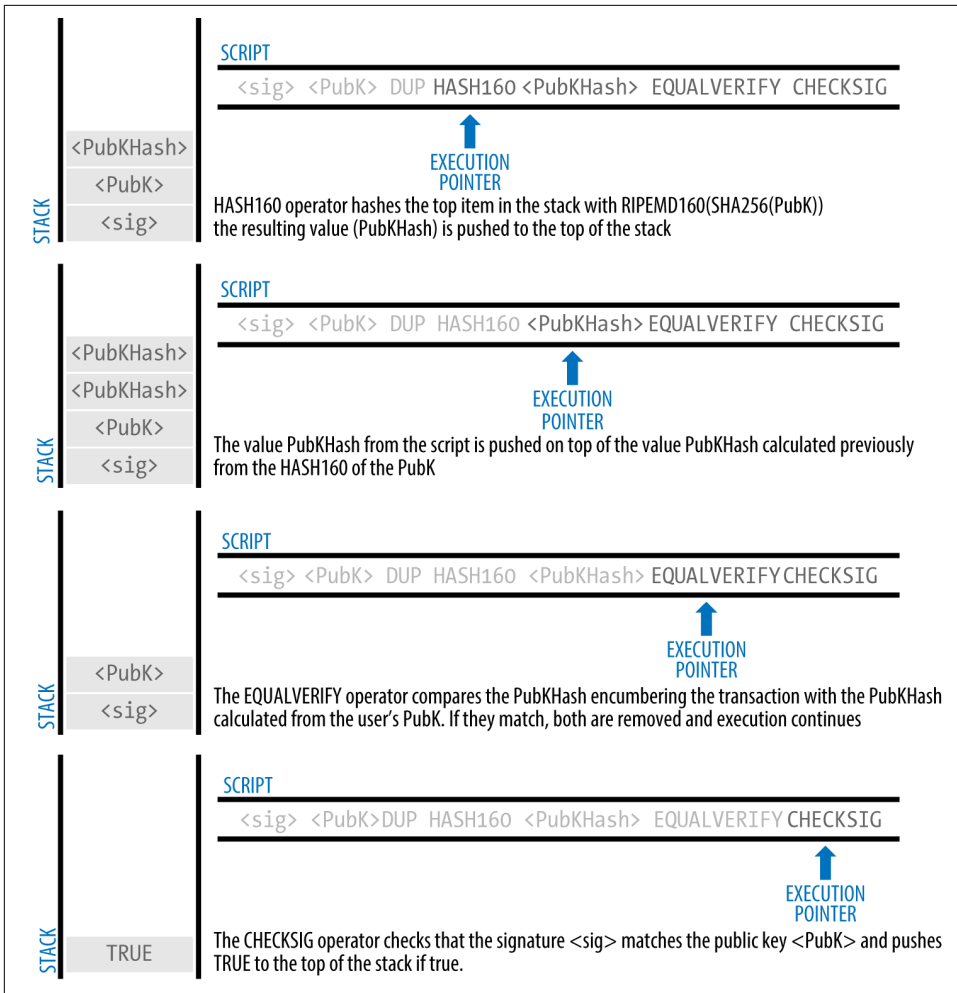 SCRIPT
<sig> <PubK> DUP HASH160 <PubKHash> EQUALVERIFY CHECKSIG
<PubKHash>
<PubK>
<sig>
STACK
EXECUTION
POINTER
HASH160 operator hashes the top item in the stack with RIPEMD160(SHA256(PubK))
the resulting value (PubKHash) is pushed to the top of the stack
SCRIPT
<sig> <PubK> DUP HASH160 <PubKHash> EQUALVERIFY CHECKSIG
<PubKHash>
<PubKHash>
<PubK>
<sig>
STACK
EXECUTION
POINTER
The value PubKHash from the script is pushed on top of the value PubKHash calculated previously
from the HASH160 of the PubK
SCRIPT
<sig> <PubK> DUP HASH160 <PubKHash> EQUALVERIFY CHECKSIG
<PubK>
<sig>
STACK
EXECUTION
POINTER
The EQUALVERIFY operator compares the PubKHash encumbering the transaction with the PubKHash
calculated from the user's PubK. If they match, both are removed and execution continues
SCRIPT
<sig> <PubK>DUP HASH160 <PubKHash> EQUALVERIFY CHECKSIG
TRUE
STACK
EXECUTION
POINTER
The CHECKSIG operator checks that the signature <sig> matches the public key <PubK> and pushes
TRUE to the top of the stack if true.